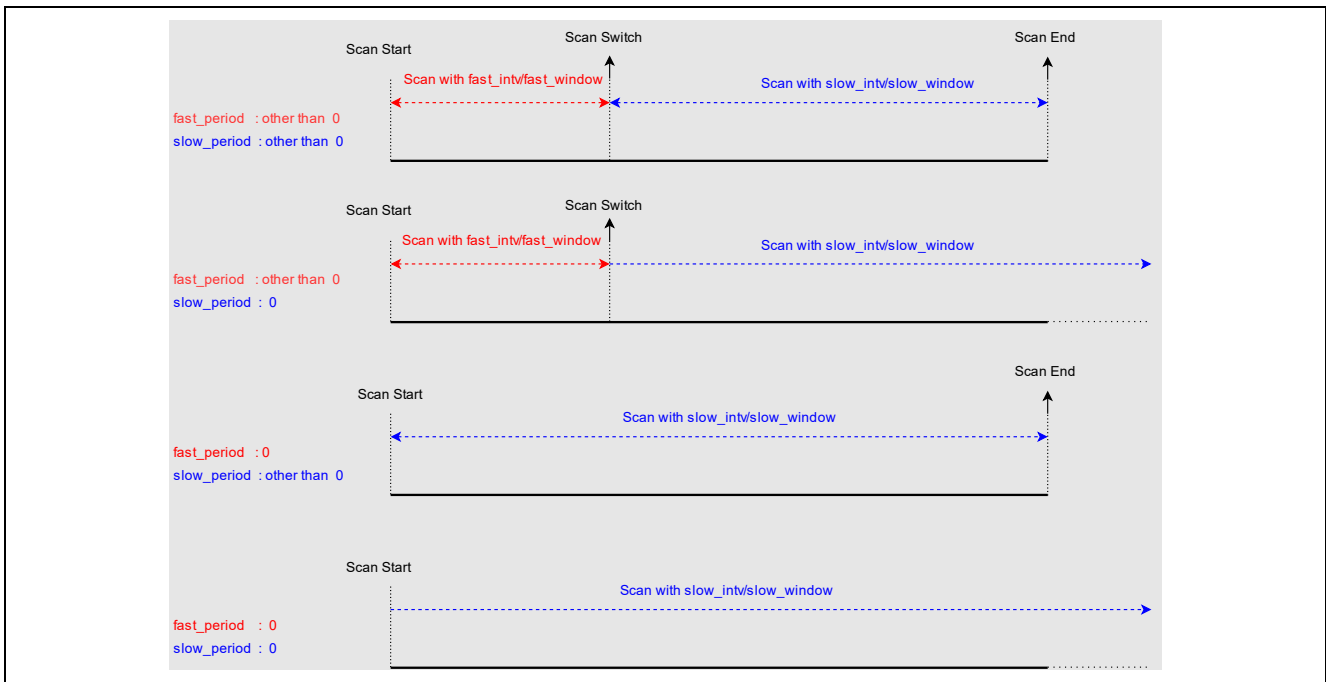 Scan Start
Scan Switch
Scan End
Scan with fast_intv/fast_window
Scan with slow_intv/slow_window
fast_period : other than 0
slow_period : other than 0
Scan Start
Scan Switch
Scan with fast_intv/fast_window
Scan with slow_intv/slow_window
fast_period : other than 0
slow_period : 0
Scan Start
Scan End
Scan with slow_intv/slow_window
fast_period : 0
slow_period : other than 0
Scan Start
Scan with slow_intv/slow_window
fast_period : 0
slow_period : 0